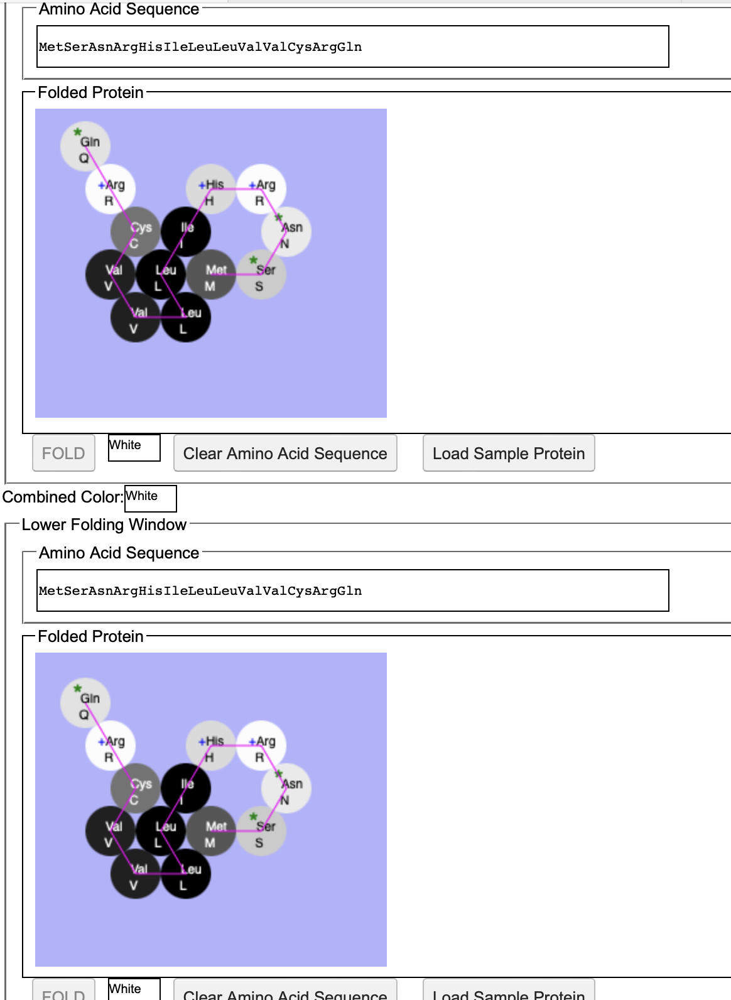 Amino Acid Sequence
MetSerAsnArgHisIleLeuLeuValValCysArgGln
Folded Protein
*
Gln
Q
+Arg
R
+His
H
+Arg
R
Cys
C
Ile
I
*
Asn
N
Val
V
Leu
L
Met
M
*
Ser
S
Val
V
Leu
L
FOLD
White
Clear Amino Acid Sequence
Load Sample Protein
Combined Color:
White
Lower Folding Window
Amino Acid Sequence
MetSerAsnArgHisIleLeuLeuValValCysArgGln
Folded Protein
*
Gln
Q
+Arg
R
+His
H
+Arg
R
Cys
C
Ile
I
*
Asn
N
Val
V
Leu
L
Met
M
*
Ser
S
Val
V
Leu
L
FOLD
White
Clear Amino Acid Sequence
Load Sample Protein